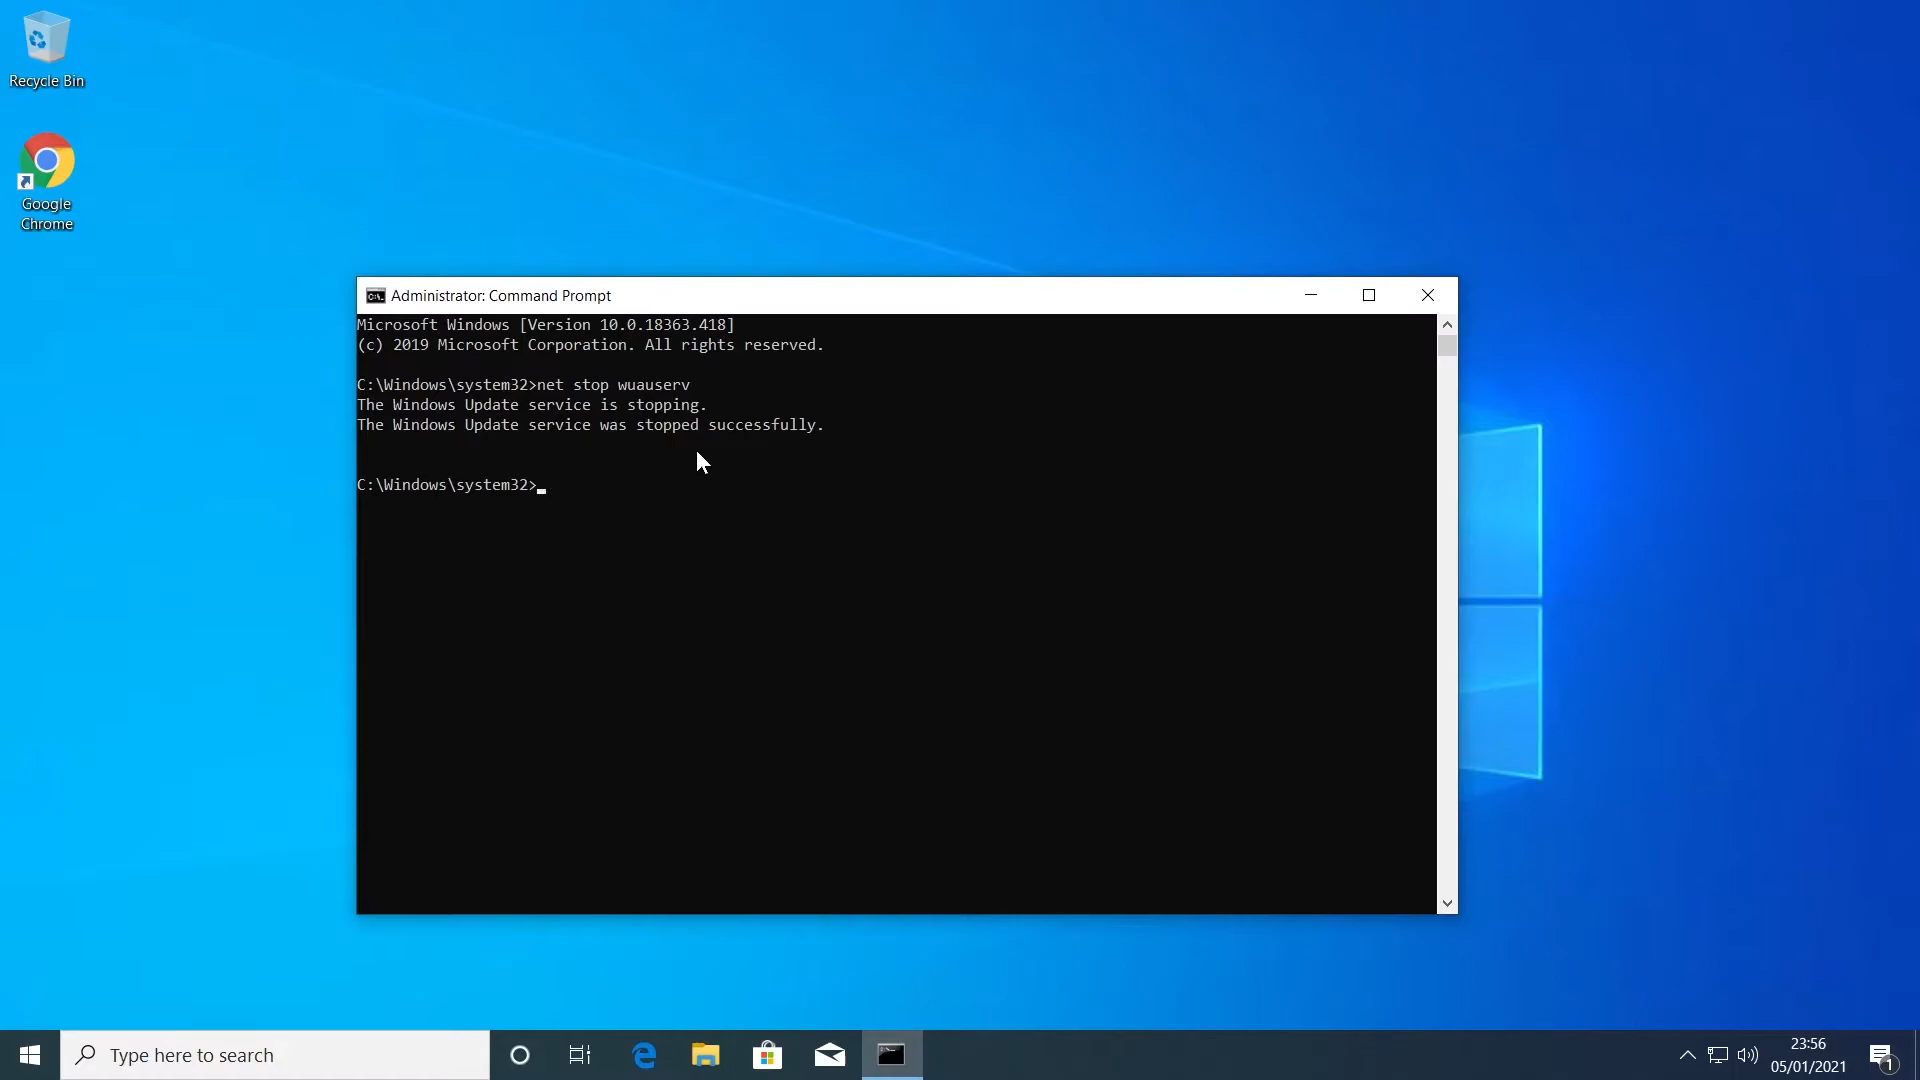 Recycle Bin
Google
Chrome
Administrator: Command Prompt
Microsoft Windows [Version 10.0.18363.418]
(c) 2019 Microsoft Corporation. All rights reserved.
C:\Windows\system32>net stop wuauserv
The Windows Update service is stopping.
The Windows Update service was stopped successfully.
C:\Windows\system32>
Type here to search
23:56
05/01/2021
1